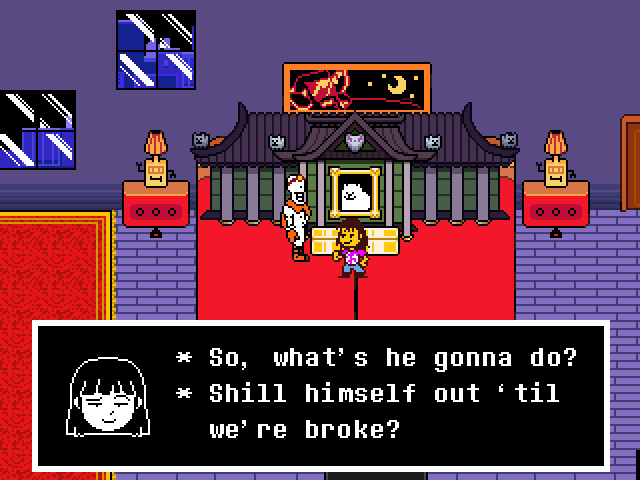 * So, what's he gonna do?
* Shill himself out ‘til
we're broke?